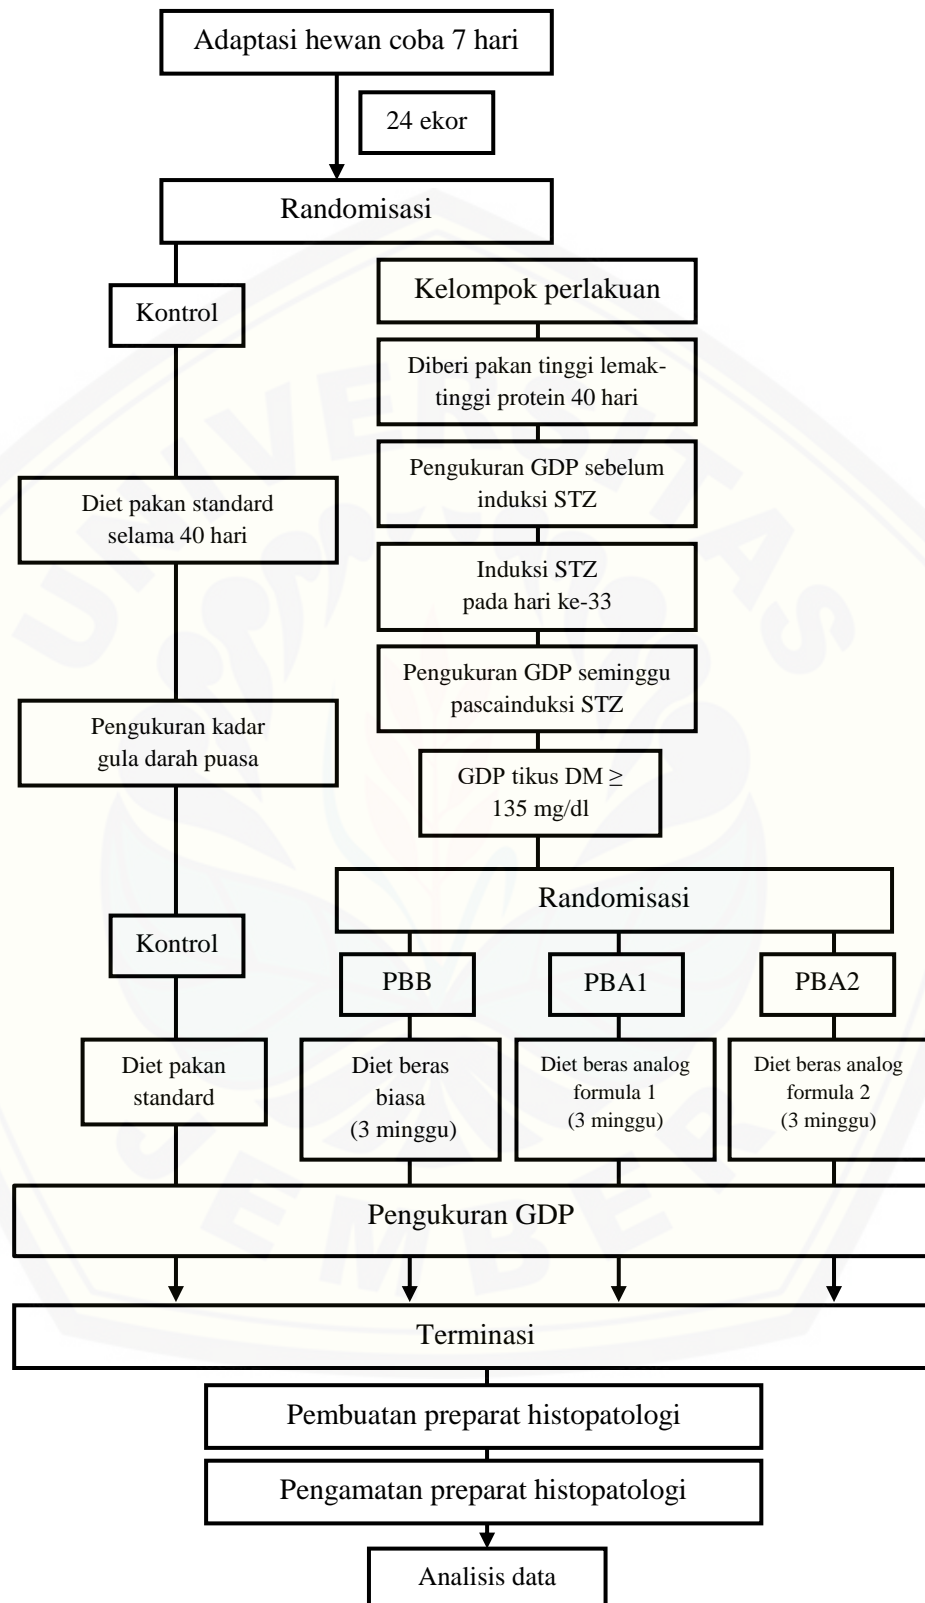 Adaptasi hewan coba 7 hari
24 ekor
Randomisasi
Kontrol
Kelompok perlakuan
Diberi pakan tinggi lemak-
tinggi protein 40 hari
Pengukuran GDP sebelum
induksi STZ
Diet pakan standard
selama 40 hari
Induksi STZ
pada hari ke-33
Pengukuran GDP seminggu
pascainduksi STZ
Pengukuran kadar
gula darah puasa
GDP tikus DM ≥
135 mg/dl
Randomisasi
Kontrol
PBB
PBA1
PBA2
Diet pakan
standard
Diet beras
biasa
(3 minggu)
Diet beras analog
formula 1
(3 minggu)
Diet beras analog
formula 2
(3 minggu)
Pengukuran GDP
Terminasi
Pembuatan preparat histopatologi
Pengamatan preparat histopatologi
Analisis data
UNIVERSITAS
JEMBER